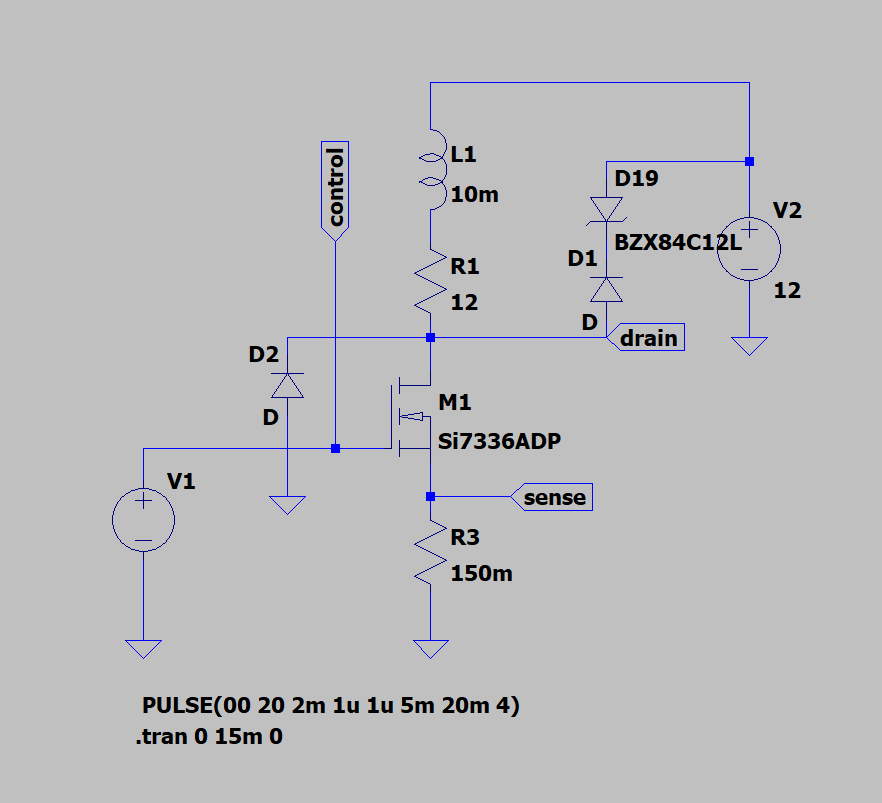 control
L1
10m
D19
BZX84C12L
V2
12
D1
D
R1
12
drain
D2
D
M1
Si7336ADP
V1
sense
R3
150m
PULSE(00 20 2m 1u 1u 5m 20m 4)
.tran 0 15m 0